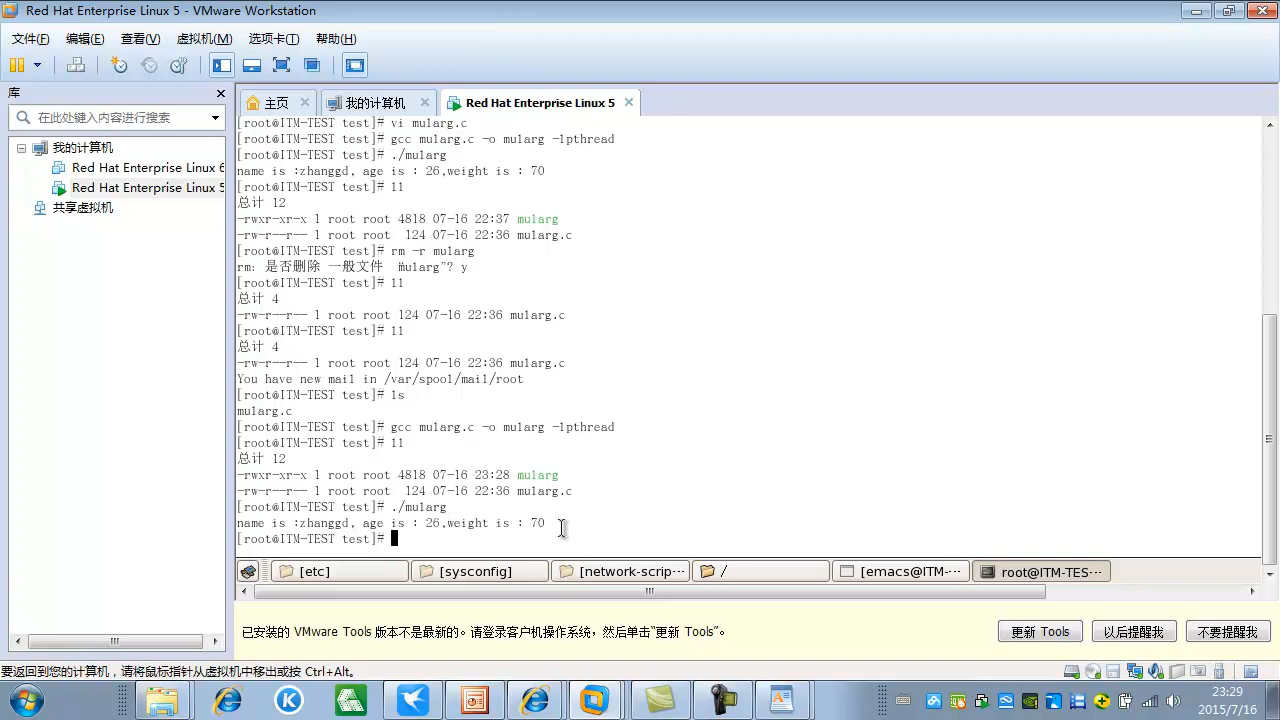 Red Hat Enterprise Linux 5 - VMware Workstation
文件(F) 编辑(E) 查看(V) 虚拟机(M) 选项卡(T) 帮助(H)
库
在此处键入内容进行搜索
我的计算机
Red Hat Enterprise Linux 6
Red Hat Enterprise Linux 5
共享虚拟机
主页 我的计算机 Red Hat Enterprise Linux 5
[root@ITM-TEST test]# vi mularg.c
[root@ITM-TEST test]# gcc mularg.c -o mularg -lpthread
[root@ITM-TEST test]# ./mularg
name is :zhanggd, age is : 26,weight is : 70
[root@ITM-TEST test]# ll
总计 12
-rwxr-xr-x 1 root root 4818 07-16 22:37 mularg
-rw-r--r-- 1 root root  124 07-16 22:36 mularg.c
[root@ITM-TEST test]# rm -r mularg
rm: 是否删除 一般文件 “mularg”? y
[root@ITM-TEST test]# ll
总计 4
-rw-r--r-- 1 root root 124 07-16 22:36 mularg.c
[root@ITM-TEST test]# ll
总计 4
-rw-r--r-- 1 root root 124 07-16 22:36 mularg.c
You have new mail in /var/spool/mail/root
[root@ITM-TEST test]# ls
mularg.c
[root@ITM-TEST test]# gcc mularg.c -o mularg -lpthread
[root@ITM-TEST test]# ll
总计 12
-rwxr-xr-x 1 root root 4818 07-16 23:28 mularg
-rw-r--r-- 1 root root  124 07-16 22:36 mularg.c
[root@ITM-TEST test]# ./mularg
name is :zhanggd, age is : 26,weight is : 70
[root@ITM-TEST test]#
[etc] [sysconfig] [network-scrip··· / [emacs@ITM-··· root@ITM-TES···
已安装的 VMware Tools 版本不是最新的。请登录客户机操作系统，然后单击“更新 Tools”。 更新 Tools 以后提醒我 不要提醒我
要返回到您的计算机，请将鼠标指针从虚拟机中移出或按 Ctrl+Alt。
23:29
2015/7/16